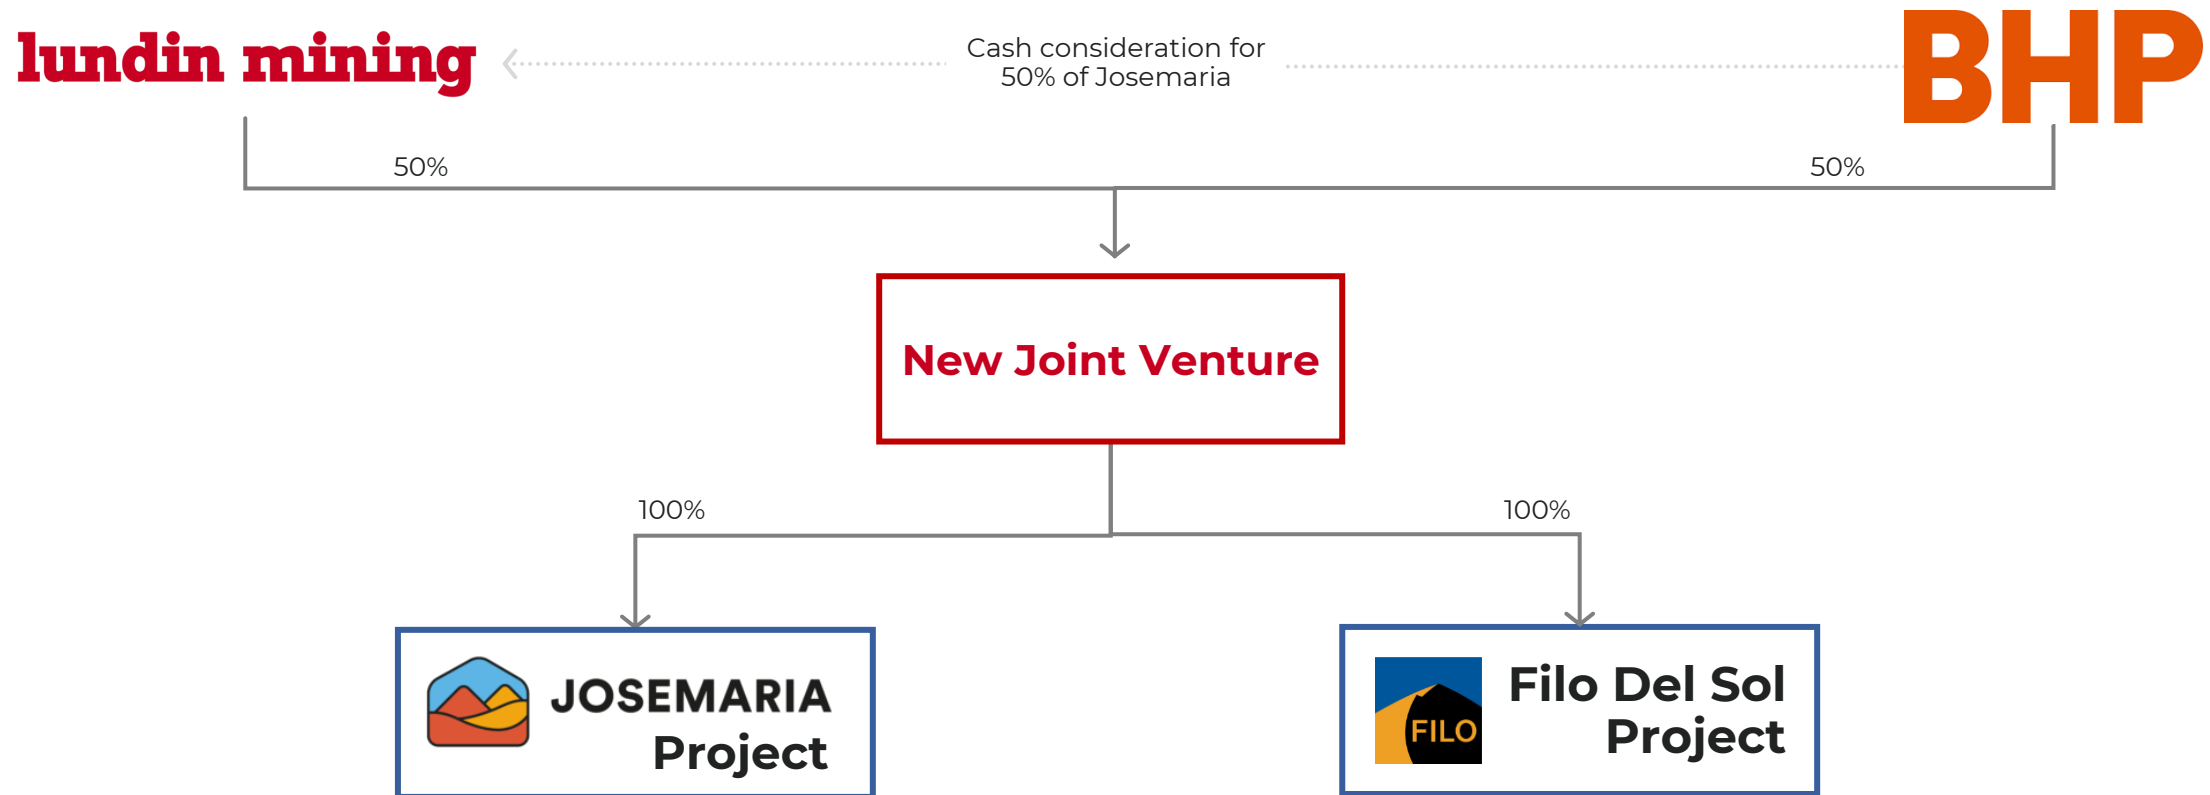 lundin mining
Cash consideration for
50% of Josemaria
BHP
50%
50%
New Joint Venture
100%
100%
JOSEMARIA
Project
FILO
Filo Del Sol
Project